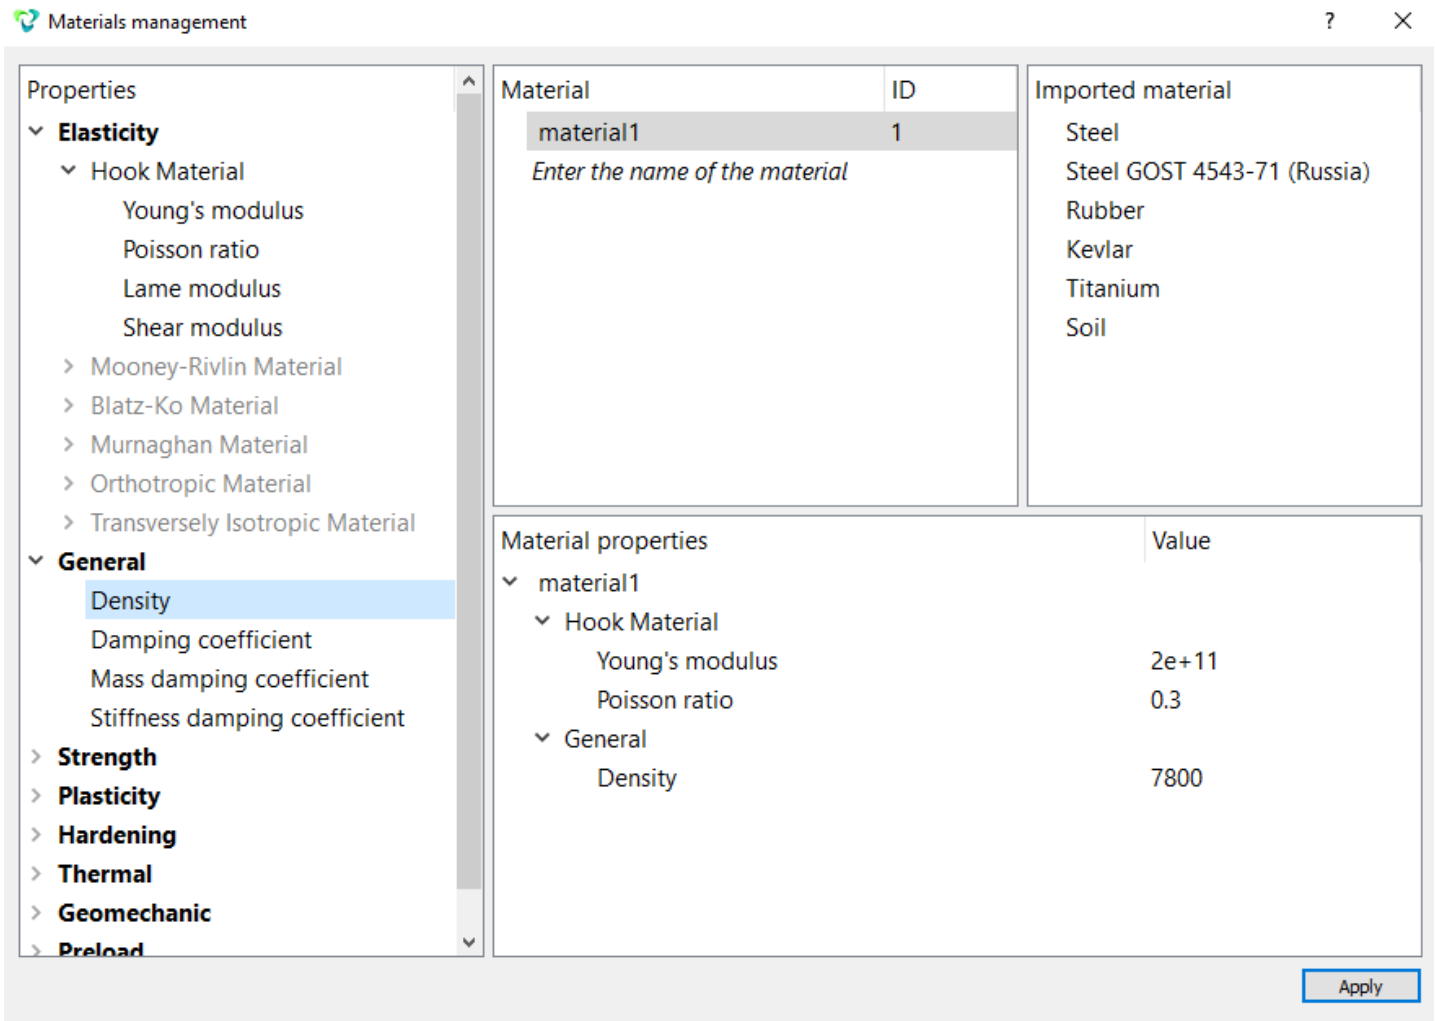 Materials management
?
Properties
Elasticity
Hook Material
Young's modulus
Poisson ratio
Lame modulus
Shear modulus
Mooney-Rivlin Material
Blatz-Ko Material
Murnaghan Material
Orthotropic Material
Transversely Isotropic Material
General
Density
Damping coefficient
Mass damping coefficient
Stiffness damping coefficient
Strength
Plasticity
Hardening
Thermal
Geomechanic
Preload
Material ID
material1 1
Enter the name of the material
Imported material
Steel
Steel GOST 4543-71 (Russia)
Rubber
Kevlar
Titanium
Soil
Material properties Value
material1
Hook Material
Young's modulus 2e+11
Poisson ratio 0.3
General
Density 7800
Apply